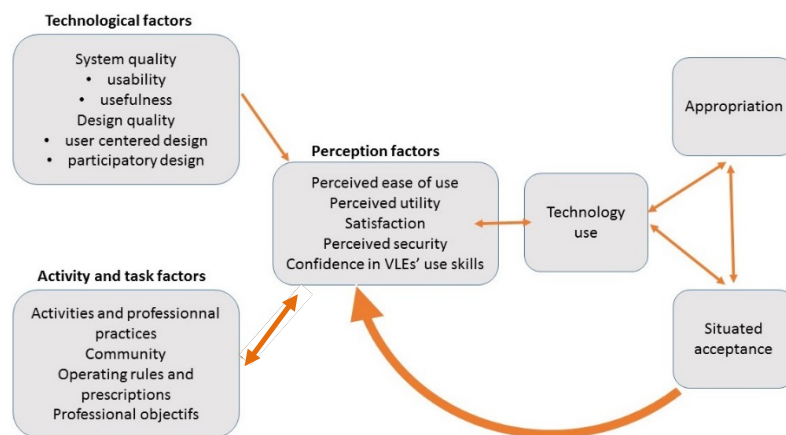 Technological factors
System quality
• usability
• usefulness
Design quality
• user centered design
• participatory design
Perception factors
Perceived ease of use
Perceived utility
Satisfaction
Perceived security
Confidence in VLEs’ use skills
Technology
use
Appropriation
Situated
acceptance
Activity and task factors
Activities and professionnal
practices
Community
Operating rules and
prescriptions
Professional objectifs